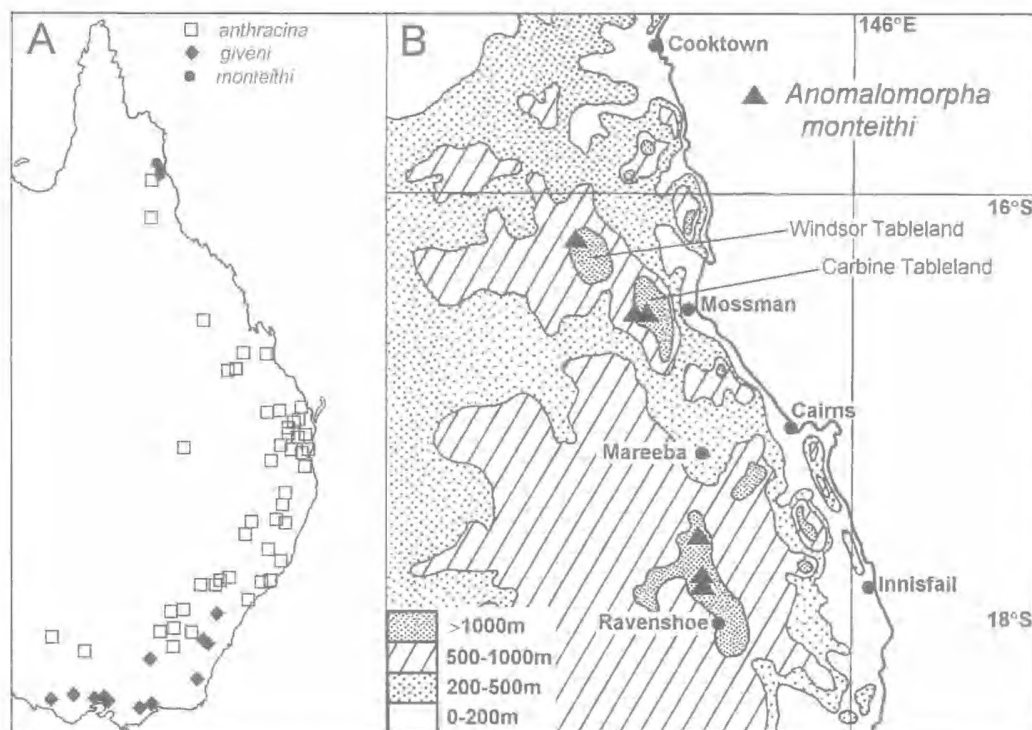 A
anthracina
giveni
monteithi
B
146°E
Cooktown
Anomalomorpha
monteithi
16°S
Windsor Tableland
Carbine Tableland
Mossman
Cairns
Mareeba
Innisfail
Ravenshoe
18°S
>1000m
500-1000m
200-500m
0-200m